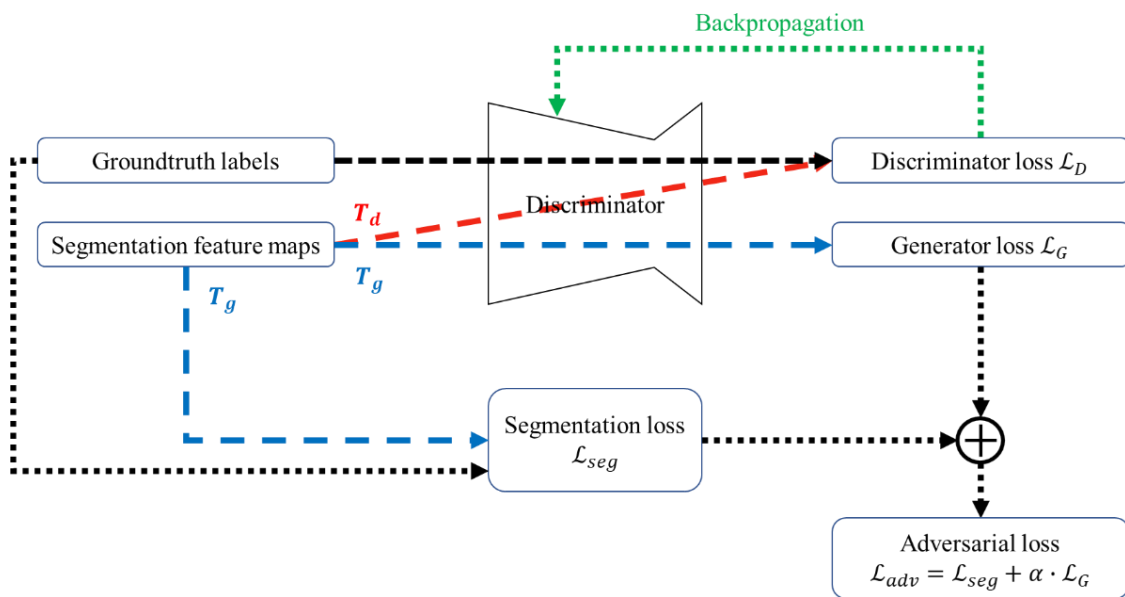 Backpropagation
Groundtruth labels
Discriminator loss ℒ_D
T_d
Discriminator
Segmentation feature maps
Generator loss ℒ_G
T_g
T_g
Segmentation loss
ℒ_seg
Adversarial loss
ℒ_adv = ℒ_seg + α · ℒ_G